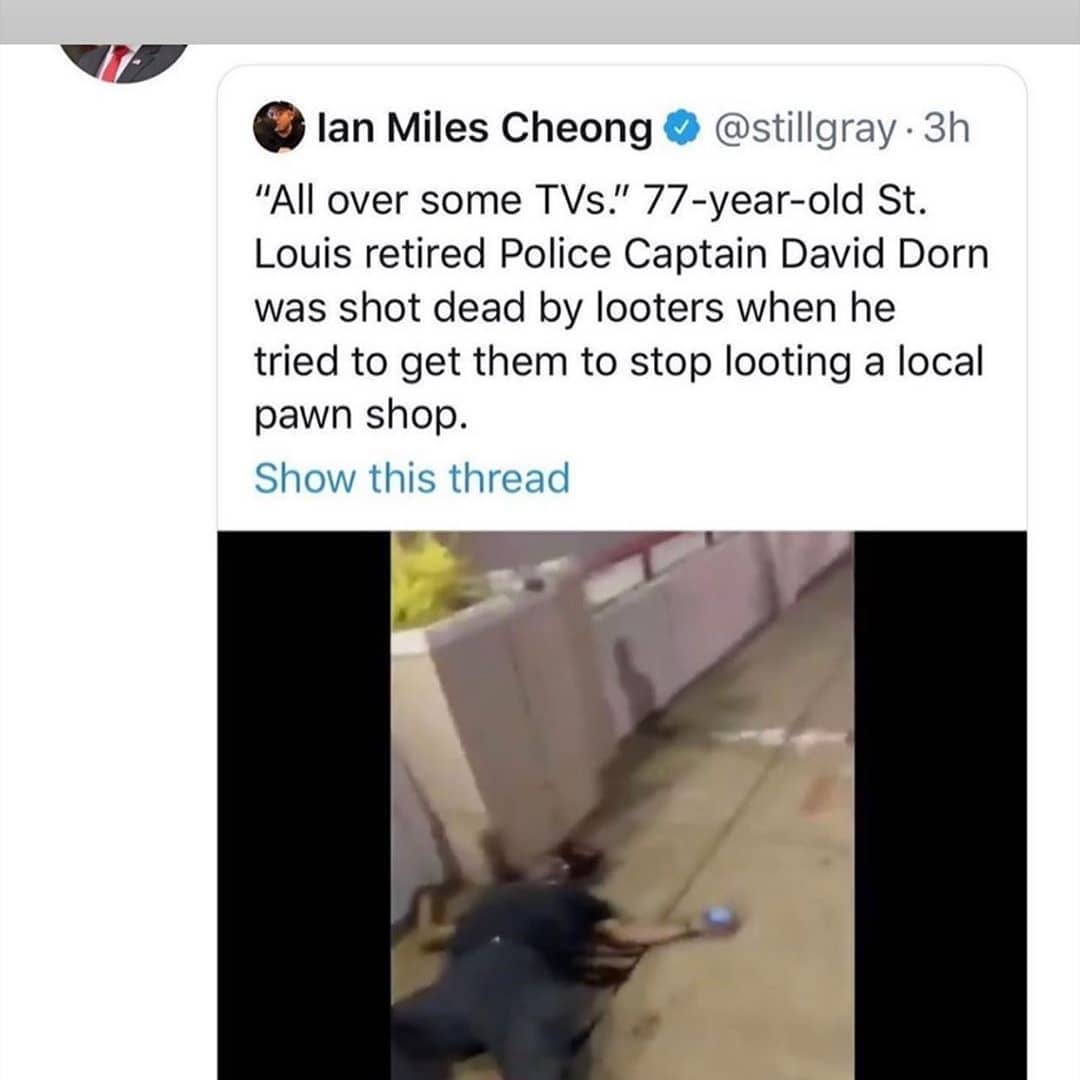 Ian Miles Cheong @stillgray · 3h
"All over some TVs." 77-year-old St.
Louis retired Police Captain David Dorn
was shot dead by looters when he
tried to get them to stop looting a local
pawn shop.
Show this thread